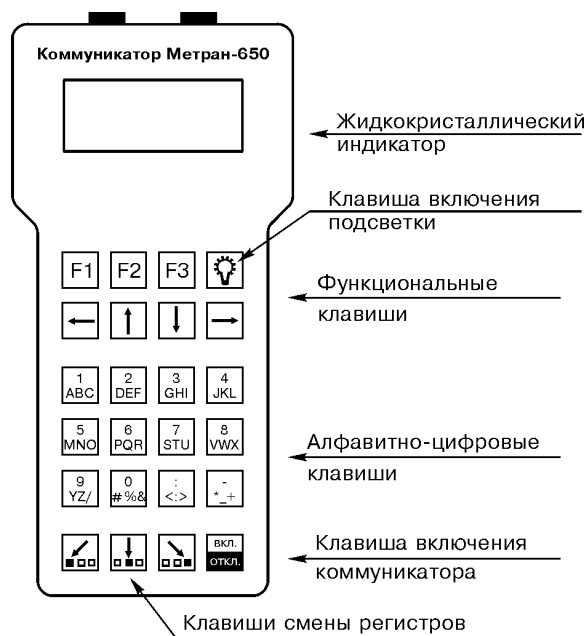 Коммуникатор Метран-650
Жидкокристаллический
индикатор
Клавиша включения
подсветки
F1 F2 F3
Функциональные
клавиши
1 2 3 4
ABC DEF GHI JKL
5 6 7 8
MNO PQR STU VWX
Алфавитно-цифровые
клавиши
9 0 : -
YZ/ #%& <:> *_+
вкл.
откл.
Клавиша включения
коммуникатора
Клавиши смены регистров